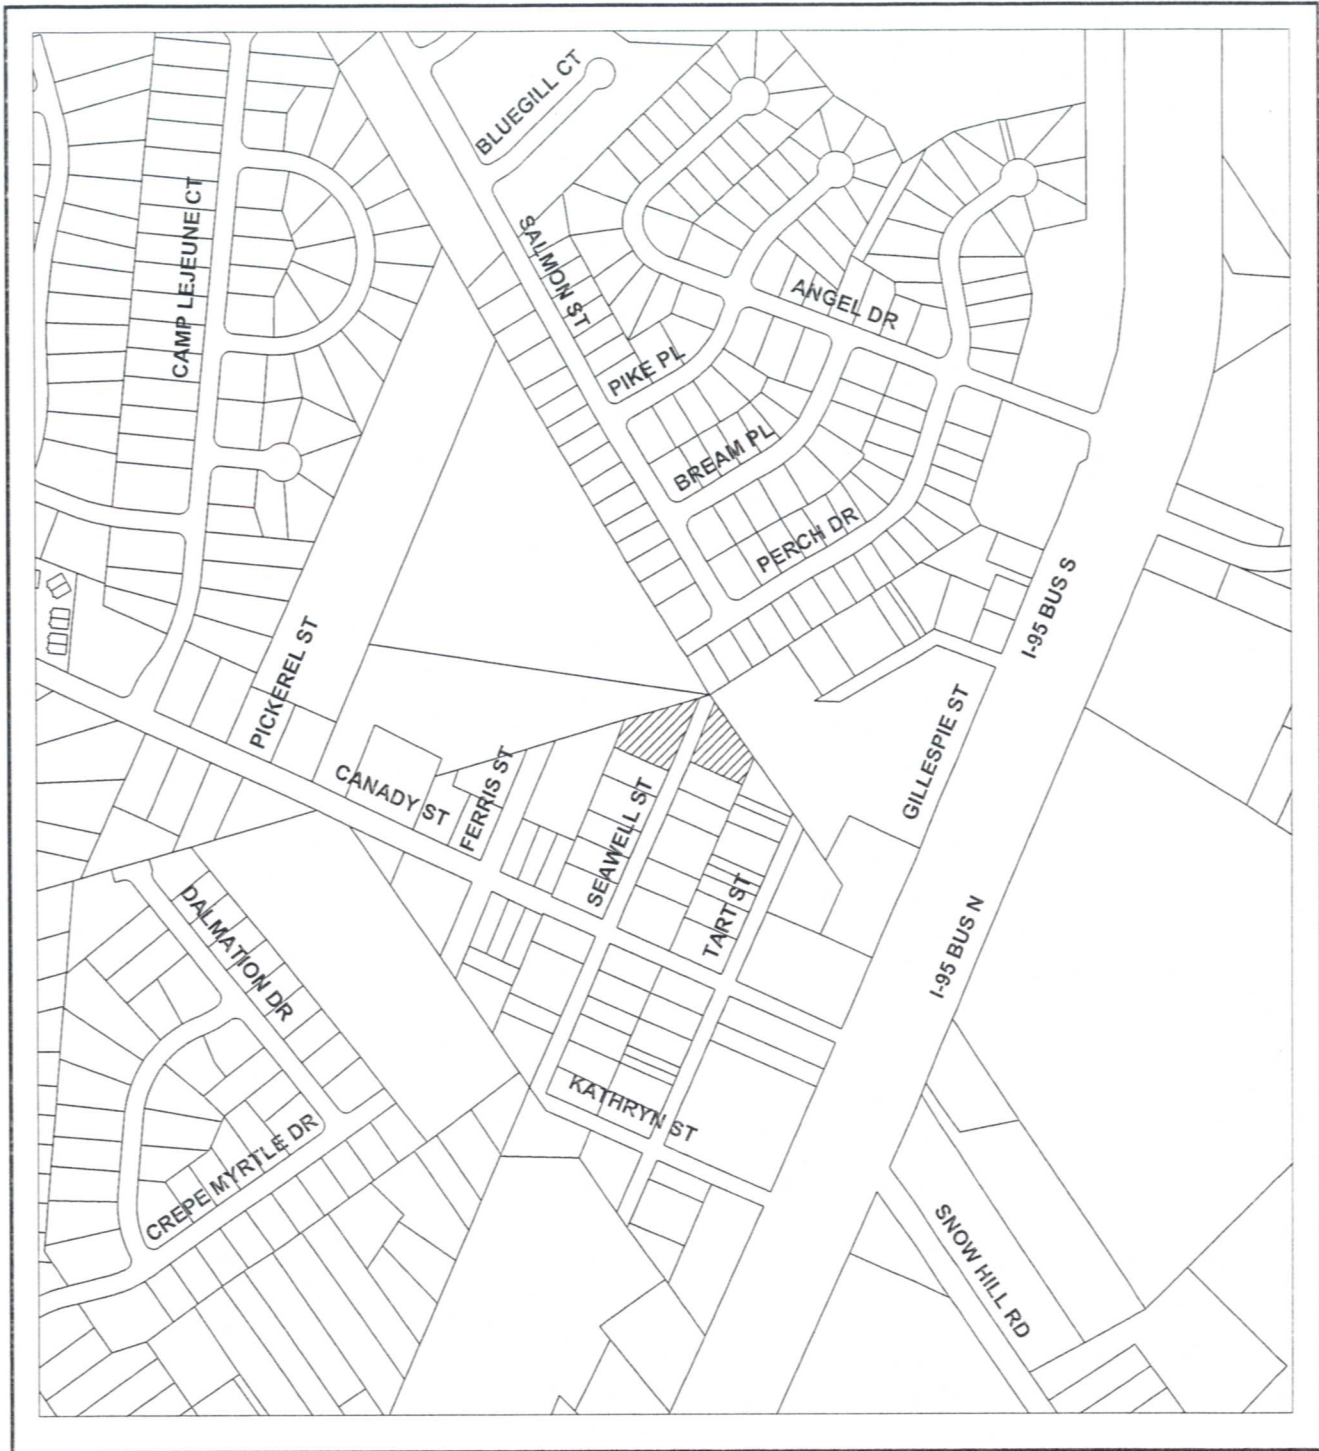 BLUEGILL CT
CAMP LEJEUNE CT
SALMON ST
ANGEL DR
PIKE PL
BREAM PL
PERCH DR
I-95 BUS S
PICKEREL ST
GILLESPIE ST
CANADY ST
FERRIS ST
SEAWELL ST
TART ST
DALMATION DR
I-95 BUS N
KATHRYN ST
CREPE MYRTLE DR
SNOW HILL RD